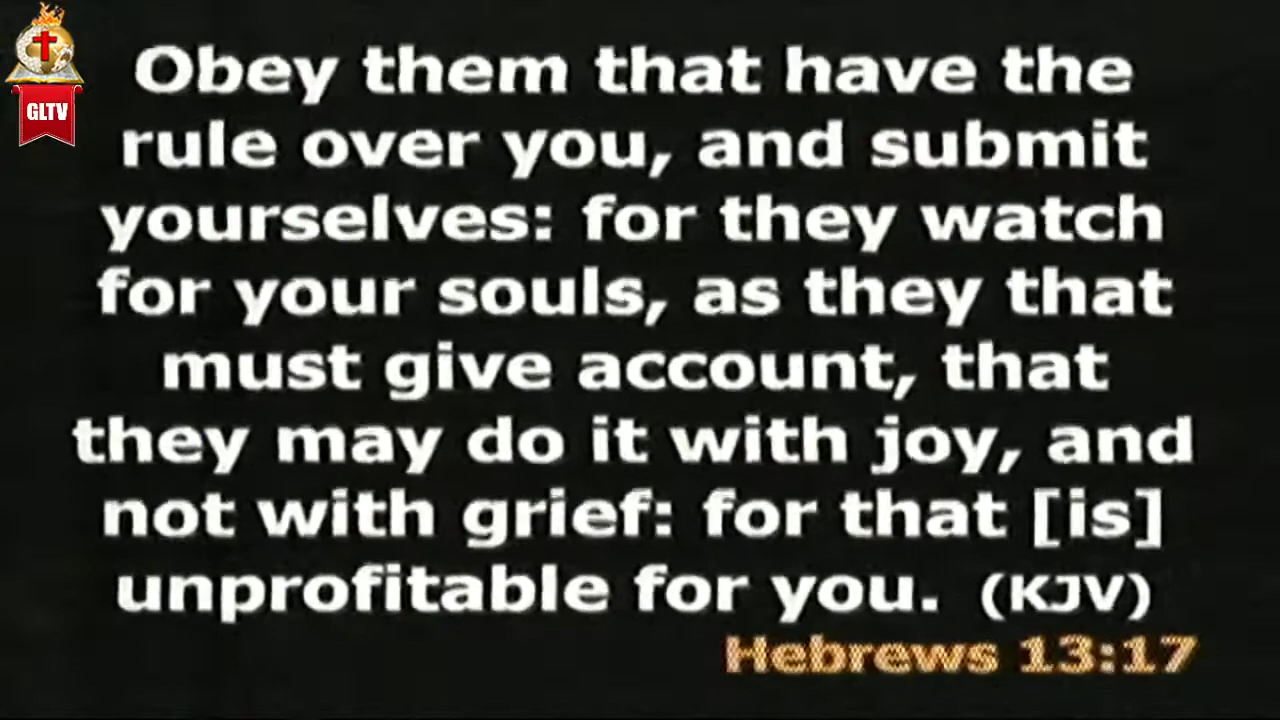 GLTV
Obey them that have the
rule over you, and submit
yourselves: for they watch
for your souls, as they that
must give account, that
they may do it with joy, and
not with grief: for that [is]
unprofitable for you. (KJV)
Hebrews 13:17